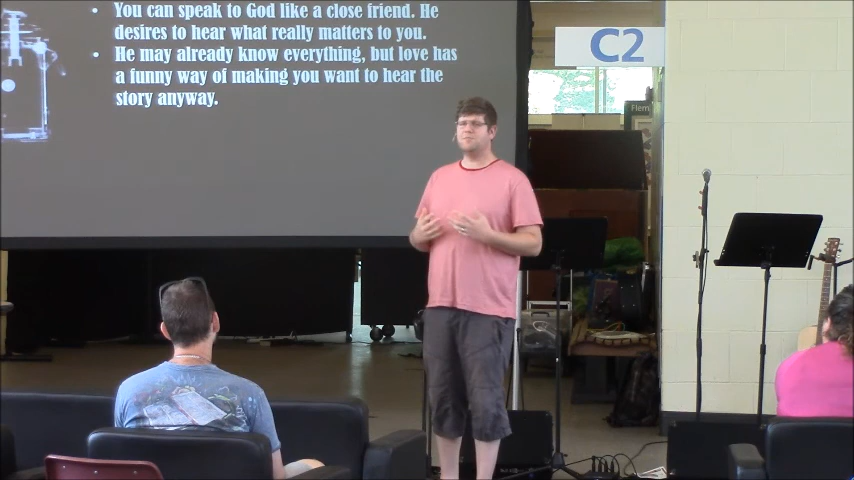 • You can speak to God like a close friend. He
desires to hear what really matters to you.
• He may already know everything, but love has
a funny way of making you want to hear the
story anyway.
C2
Flem